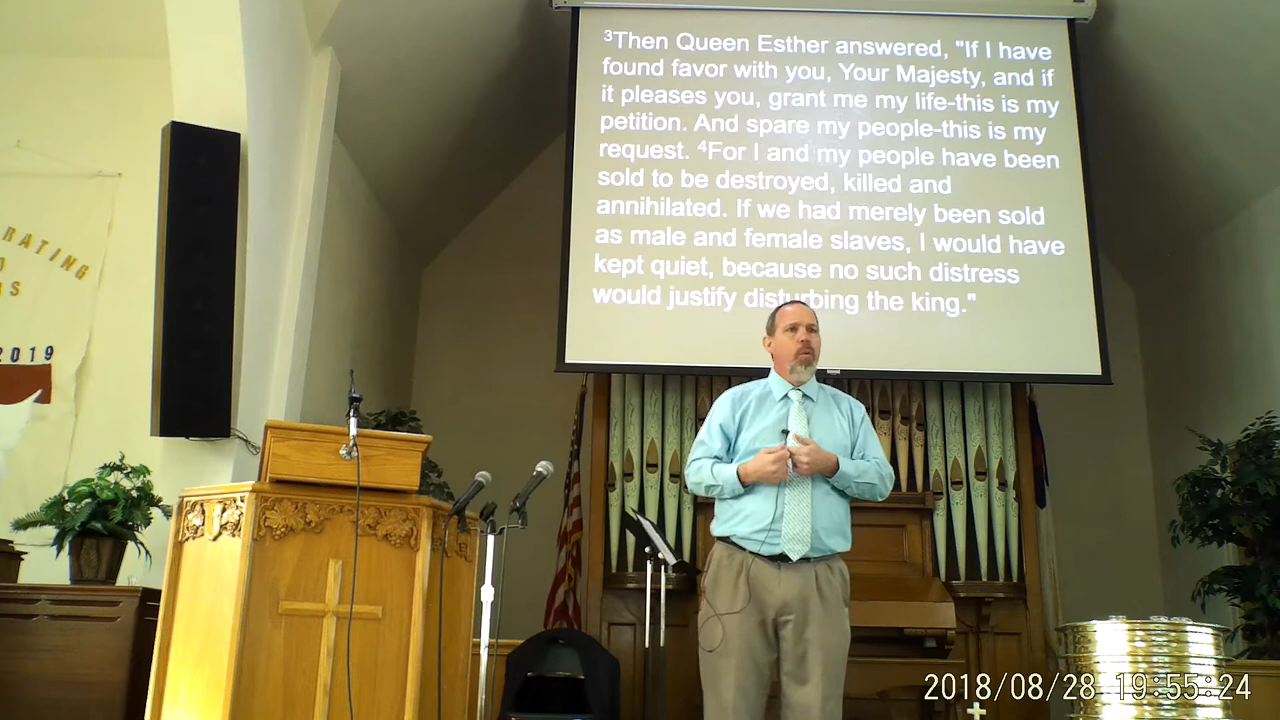 ³Then Queen Esther answered, "If I have
found favor with you, Your Majesty, and if
it pleases you, grant me my life-this is my
petition. And spare my people-this is my
request. ⁴For I and my people have been
sold to be destroyed, killed and
annihilated. If we had merely been sold
as male and female slaves, I would have
kept quiet, because no such distress
would justify disturbing the king."
RATING
2019
2018/08/28 19:55:24